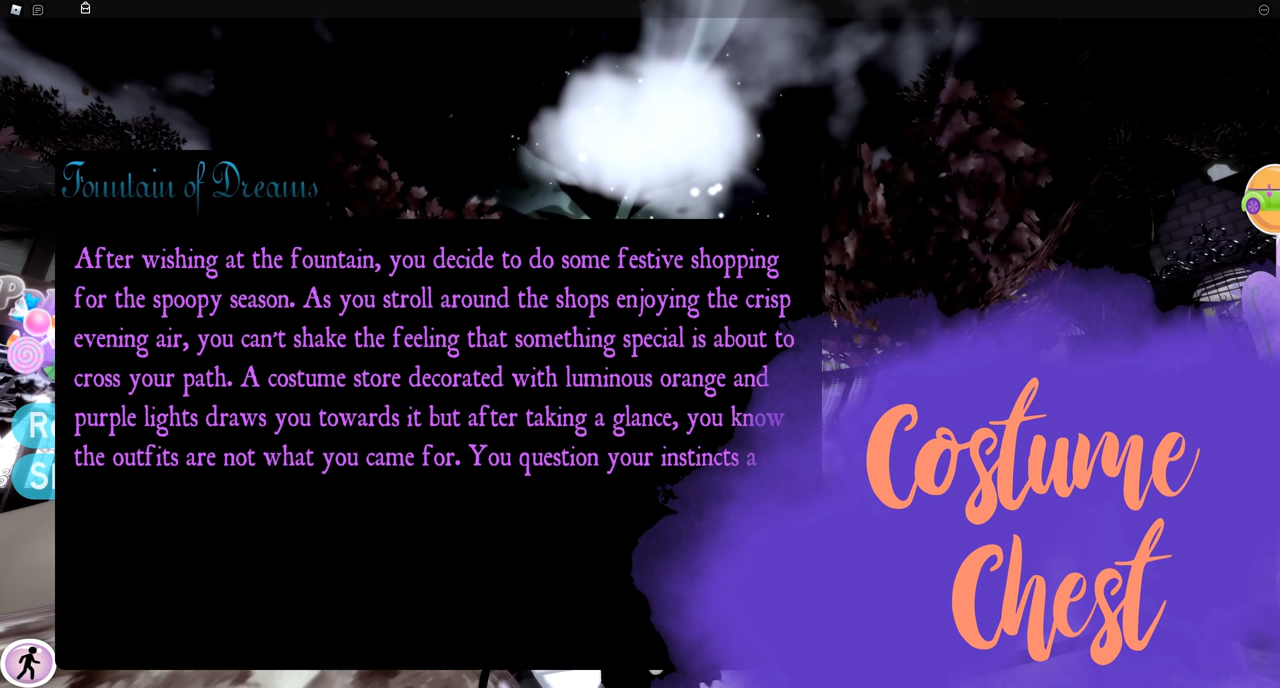 Fountain of Dreams
After wishing at the fountain, you decide to do some festive shopping
for the spoopy season. As you stroll around the shops enjoying the crisp
evening air, you can't shake the feeling that something special is about to
cross your path. A costume store decorated with luminous orange and
purple lights draws you towards it but after taking a glance, you know
the outfits are not what you came for. You question your instincts a
Costume
Chest